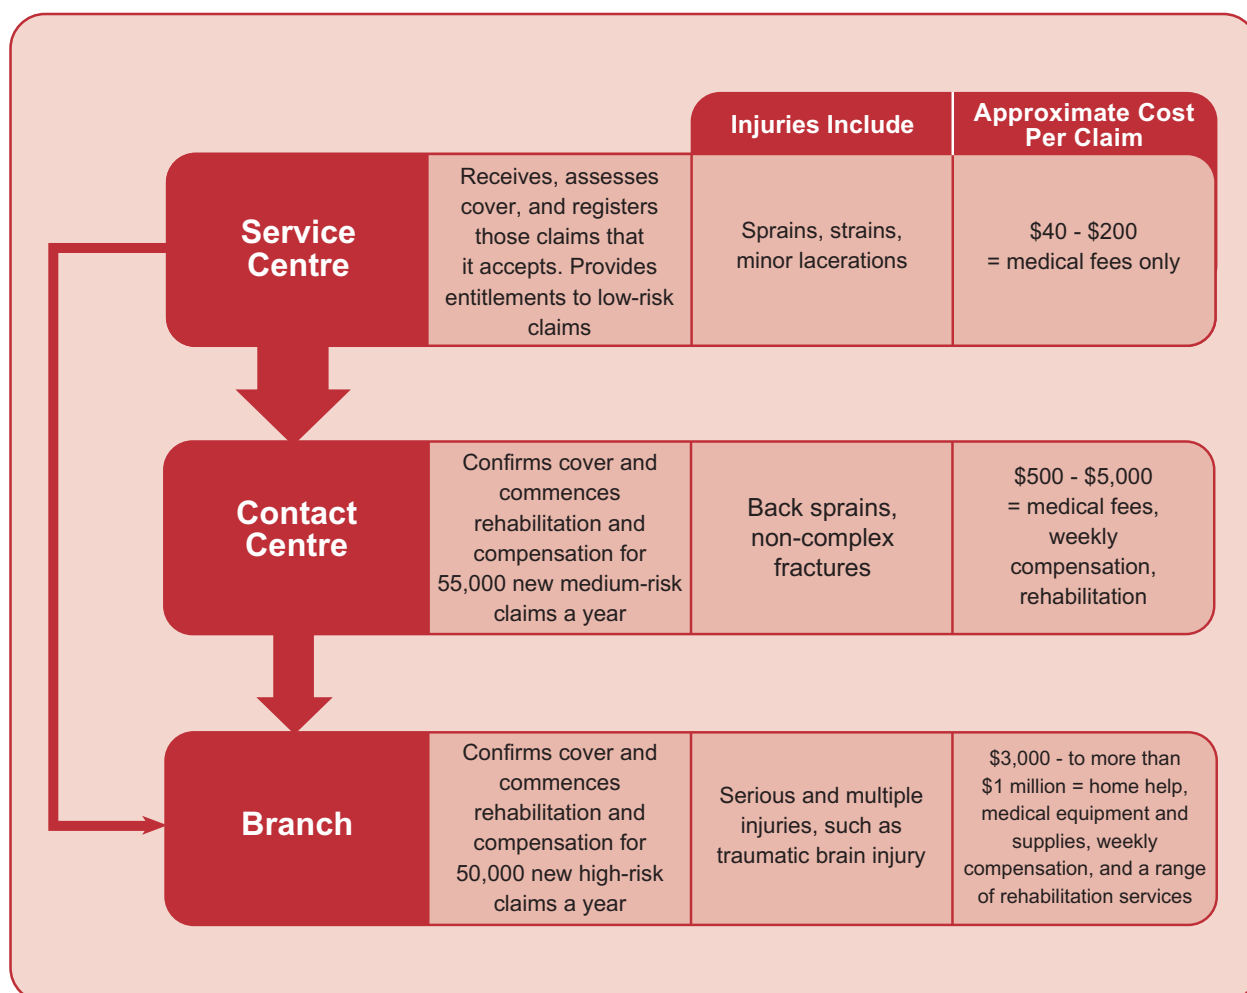 Injuries Include
Approximate Cost
Per Claim
Service
Centre
Receives, assesses
cover, and registers
those claims that
it accepts. Provides
entitlements to low-risk
claims
Sprains, strains,
minor lacerations
$40 - $200
= medical fees only
Contact
Centre
Confirms cover and
commences
rehabilitation and
compensation for
55,000 new medium-risk
claims a year
Back sprains,
non-complex
fractures
$500 - $5,000
= medical fees,
weekly
compensation,
rehabilitation
Branch
Confirms cover and
commences
rehabilitation and
compensation for
50,000 new high-risk
claims a year
Serious and multiple
injuries, such as
traumatic brain injury
$3,000 - to more than
$1 million = home help,
medical equipment and
supplies, weekly
compensation, and a range
of rehabilitation services